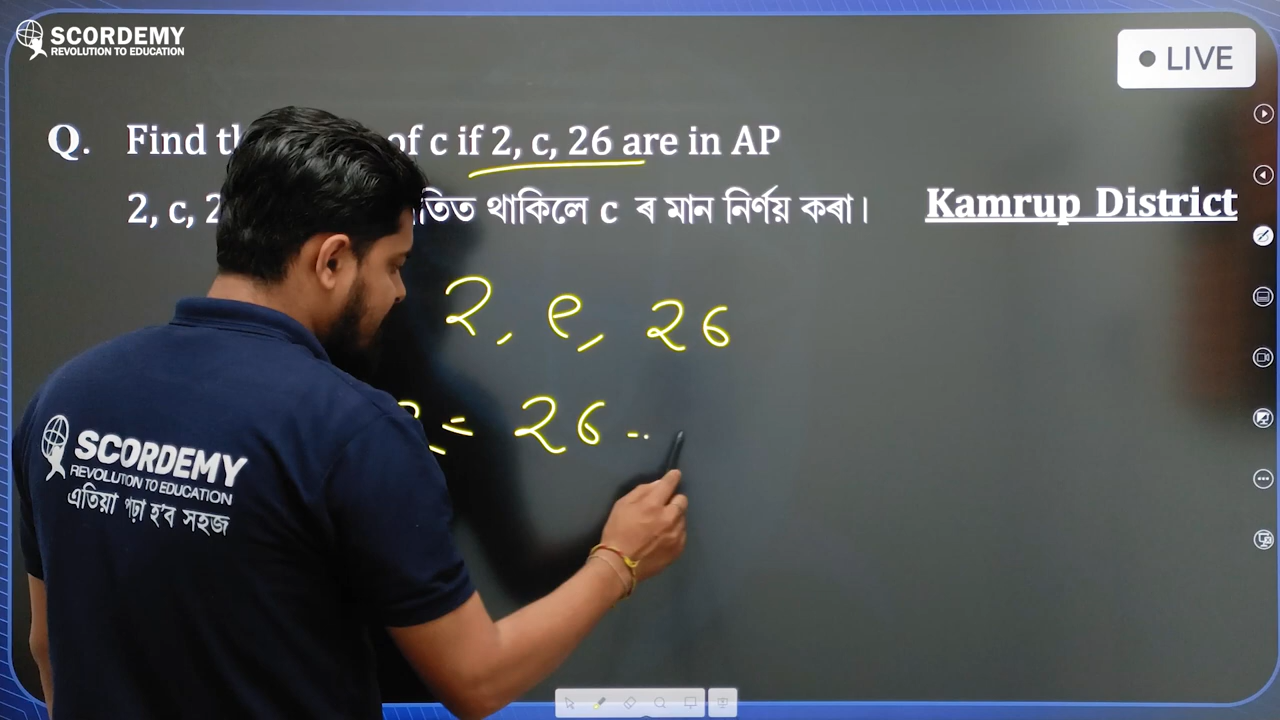 SCORDEMY
REVOLUTION TO EDUCATION
LIVE
Q. Find of c if 2, c, 26 are in AP
2, c, থাকিলে c ৰ মান নিৰ্ণয় কৰা।
Kamrup District
2, c, 26
2 = 26 -
SCORDEMY
REVOLUTION TO EDUCATION
এতিয়া পঢ়া হ'ব সহজ